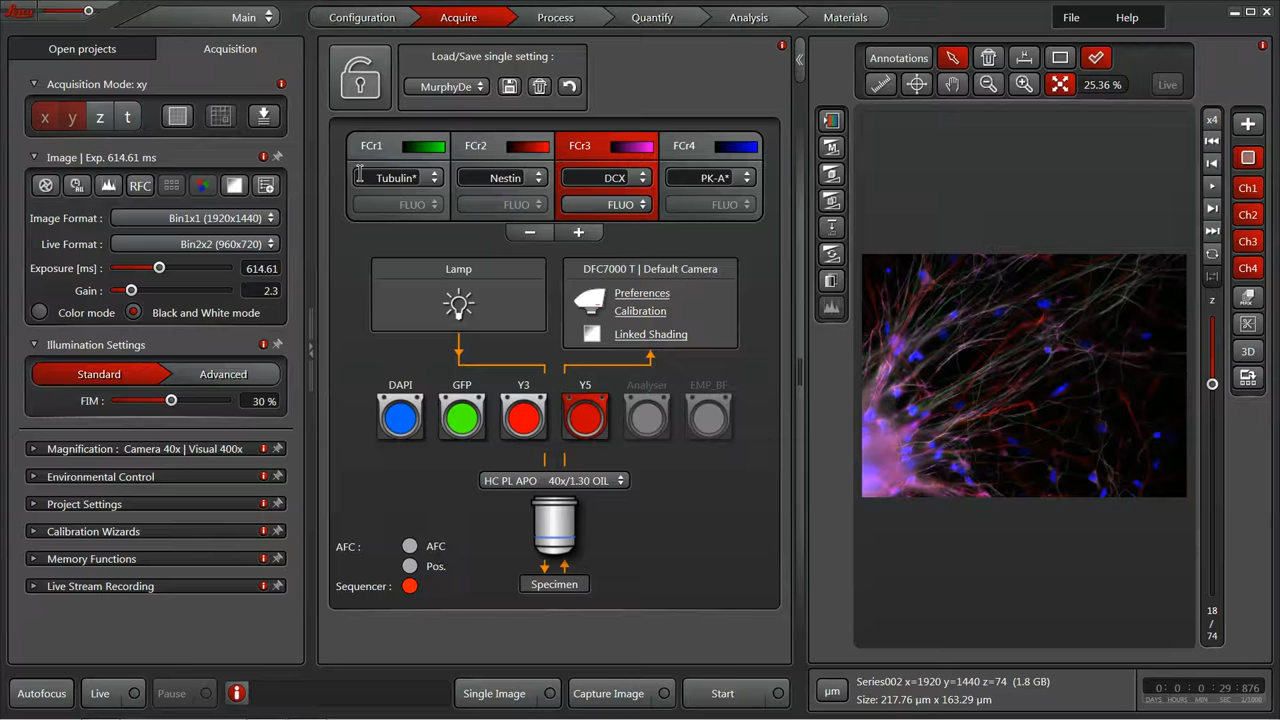 Leica
Main
Configuration
Acquire
Process
Quantify
Analysis
Materials
File
Help
Open projects
Acquisition
Acquisition Mode: xy
x
y
z
t
Image | Exp. 614.61 ms
All
RFC
Image Format :
Bin1x1 (1920x1440)
Live Format :
Bin2x2 (960x720)
Exposure [ms]
614.61
Gain :
2.3
Color mode
Black and White mode
Illumination Settings
Standard
Advanced
FIM:
30 %
Magnification : Camera 40x | Visual 400x
Environmental Control
Project Settings
Calibration Wizards
Memory Functions
Live Stream Recording
Autofocus
Live
Pause
Load/Save single setting :
MurphyDe
FCr1
FCr2
FCr3
FCr4
Tubulin*
Nestin
DCX
PK-A*
FLUO
FLUO
FLUO
FLUO
Lamp
DFC7000 T | Default Camera
Preferences
Calibration
Linked Shading
DAPI
GFP
Y3
Y5
Analyser
EMP_BF
HC PL APO 40x/1.30 OIL
AFC :
AFC
Pos.
Sequencer :
Specimen
Single Image
Capture Image
Start
Annotations
25.36 %
Live
M
x4
z
18
/
74
Ch1
Ch2
Ch3
Ch4
MAX
3D
µm
Series002 x=1920 y=1440 z=74 (1.8 GB)
Size: 217.76 µm x 163.29 µm
0: 0: 0 :29 :876
DAYS HOURS MIN SEC 1/1000